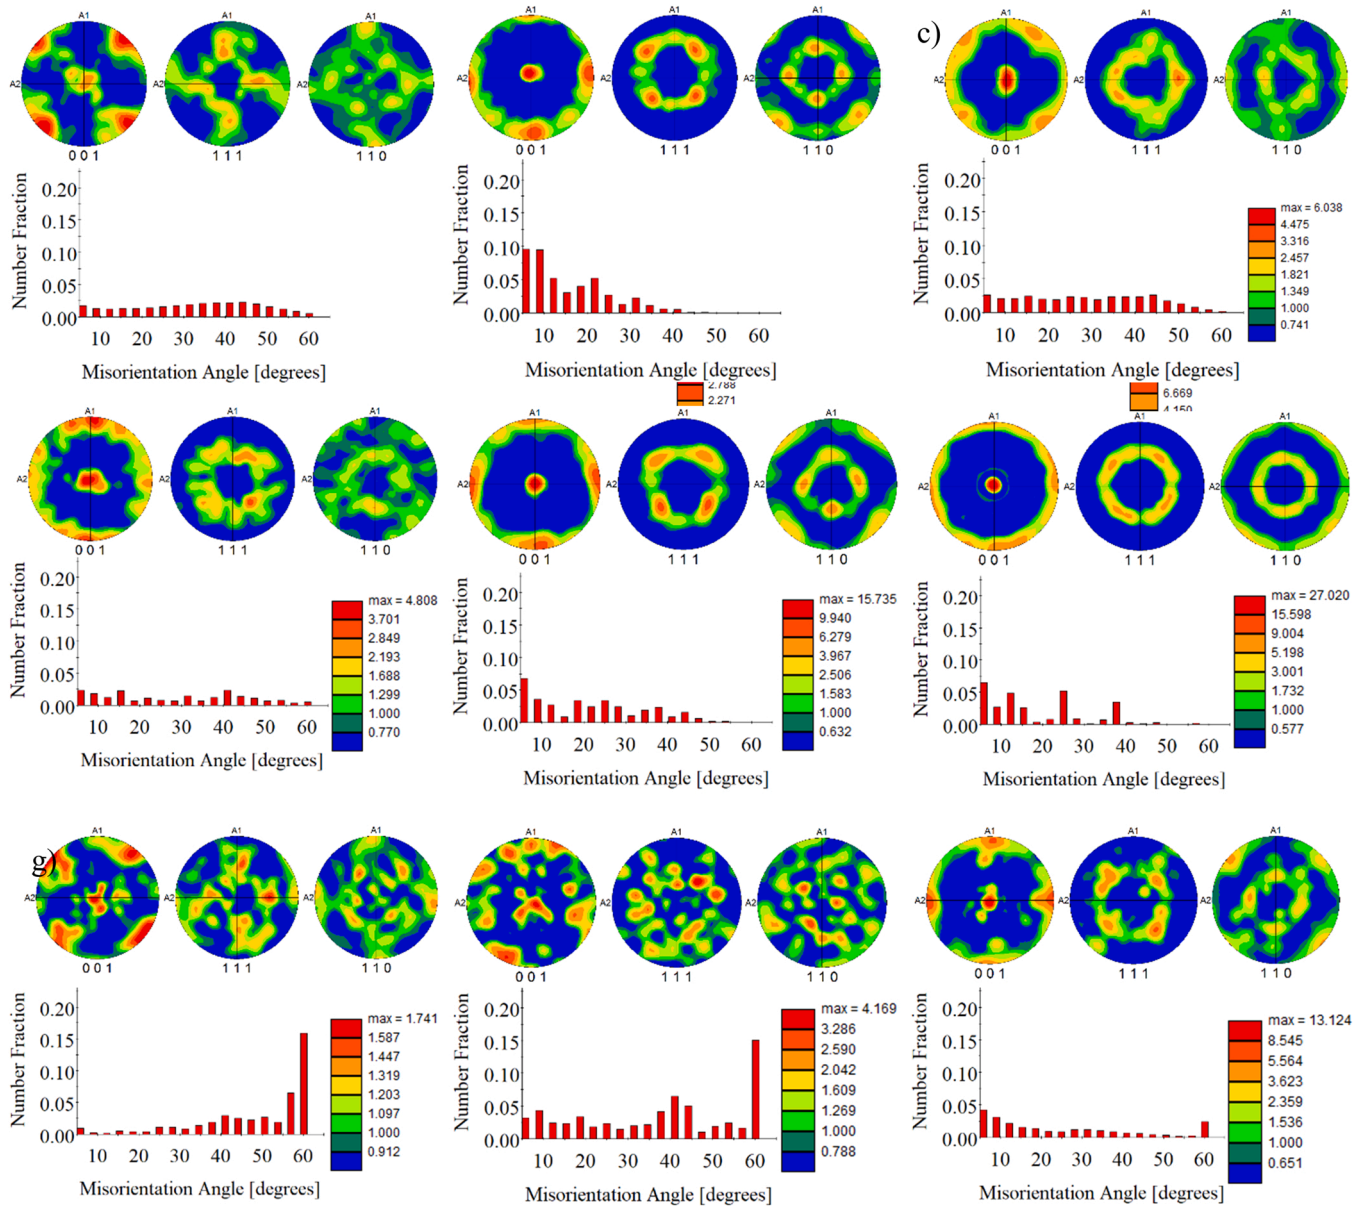 A1
A2
0 0 1
1 1 1
1 1 0
Number Fraction
0.20
0.15
0.10
0.05
0.00
10 20 30 40 50 60
Misorientation Angle [degrees]
A1 A1 A1
A2 A2 A2
0 0 1 1 1 1 1 1 0
Number Fraction
0.20
0.15
0.10
0.05
0.00
10 20 30 40 50 60
Misorientation Angle [degrees]
2.788
2.271
c)
A1 A1 A1
A2 A2 A2
0 0 1 1 1 1 1 1 0
Number Fraction
0.20
0.15
0.10
0.05
0.00
10 20 30 40 50 60
Misorientation Angle [degrees]
max = 6.038
4.475
3.316
2.457
1.821
1.349
1.000
0.741
6.669
4.150
A1 A1 A1
A2 A2 A2
0 0 1 1 1 1 1 1 0
Number Fraction
0.20
0.15
0.10
0.05
0.00
10 20 30 40 50 60
Misorientation Angle [degrees]
max = 4.808
3.701
2.849
2.193
1.688
1.299
1.000
0.770
A1 A1 A1
A2 A2 A2
0 0 1 1 1 1 1 1 0
Number Fraction
0.20
0.15
0.10
0.05
0.00
10 20 30 40 50 60
Misorientation Angle [degrees]
max = 15.735
9.940
6.279
3.967
2.506
1.583
1.000
0.632
A1 A1 A1
A2 A2 A2
0 0 1 1 1 1 1 1 0
Number Fraction
0.20
0.15
0.10
0.05
0.00
10 20 30 40 50 60
Misorientation Angle [degrees]
max = 27.020
15.598
9.004
5.198
3.001
1.732
1.000
0.577
g)
A1 A1 A1
A2 A2
0 0 1 1 1 1 1 1 0
Number Fraction
0.20
0.15
0.10
0.05
0.00
10 20 30 40 50 60
Misorientation Angle [degrees]
max = 1.741
1.587
1.447
1.319
1.203
1.097
1.000
0.912
A1 A1 A1
A2 A2 A2
0 0 1 1 1 1 1 1 0
Number Fraction
0.20
0.15
0.10
0.05
0.00
10 20 30 40 50 60
Misorientation Angle [degrees]
max = 4.169
3.286
2.590
2.042
1.609
1.269
1.000
0.788
A1 A1 A1
A2 A2 A2
0 0 1 1 1 1 1 1 0
Number Fraction
0.20
0.15
0.10
0.05
0.00
10 20 30 40 50 60
Misorientation Angle [degrees]
max = 13.124
8.545
5.564
3.623
2.359
1.536
1.000
0.651